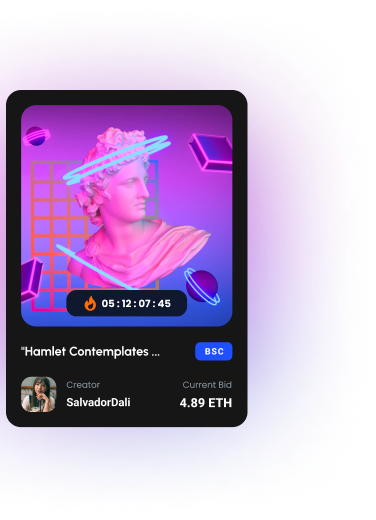 05 : 12 : 07 : 45
"Hamlet Contemplates ...
BSC
Creator
Current Bid
SalvadorDali
4.89 ETH